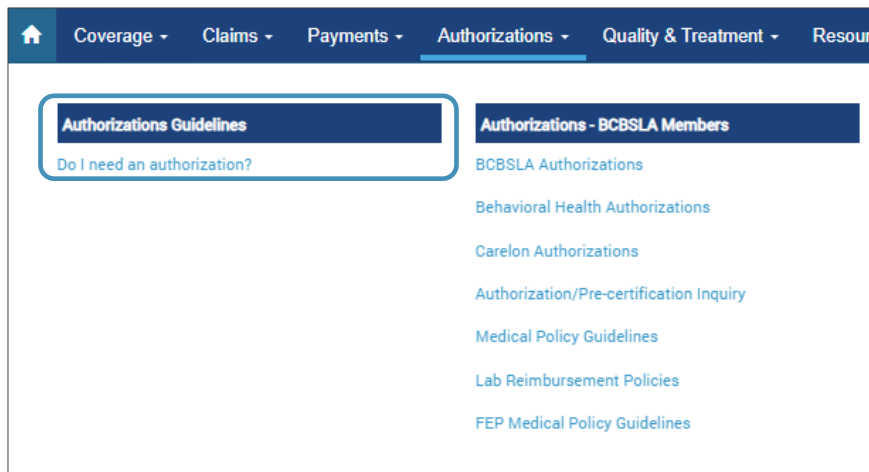 Coverage Claims Payments Authorizations Quality & Treatment
Authorizations Guidelines
Do I need an authorization?
Authorizations - BCBSLA Members
BCBSLA Authorizations
Behavioral Health Authorizations
Carelon Authorizations
Authorization/Pre-certification Inquiry
Medical Policy Guidelines
Lab Reimbursement Policies
FEP Medical Policy Guidelines